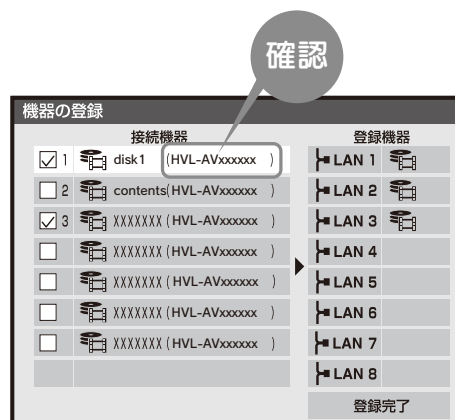 確認
機器の登録
接続機器
1 disk1 (HVL-AVxxxxxx )
2 contents(HVL-AVxxxxxx )
3 XXXXXXX (HVL-AVxxxxxx )
XXXXXXX (HVL-AVxxxxxx )
XXXXXXX (HVL-AVxxxxxx )
XXXXXXX (HVL-AVxxxxxx )
XXXXXXX (HVL-AVxxxxxx )
登録機器
LAN 1
LAN 2
LAN 3
LAN 4
LAN 5
LAN 6
LAN 7
LAN 8
登録完了